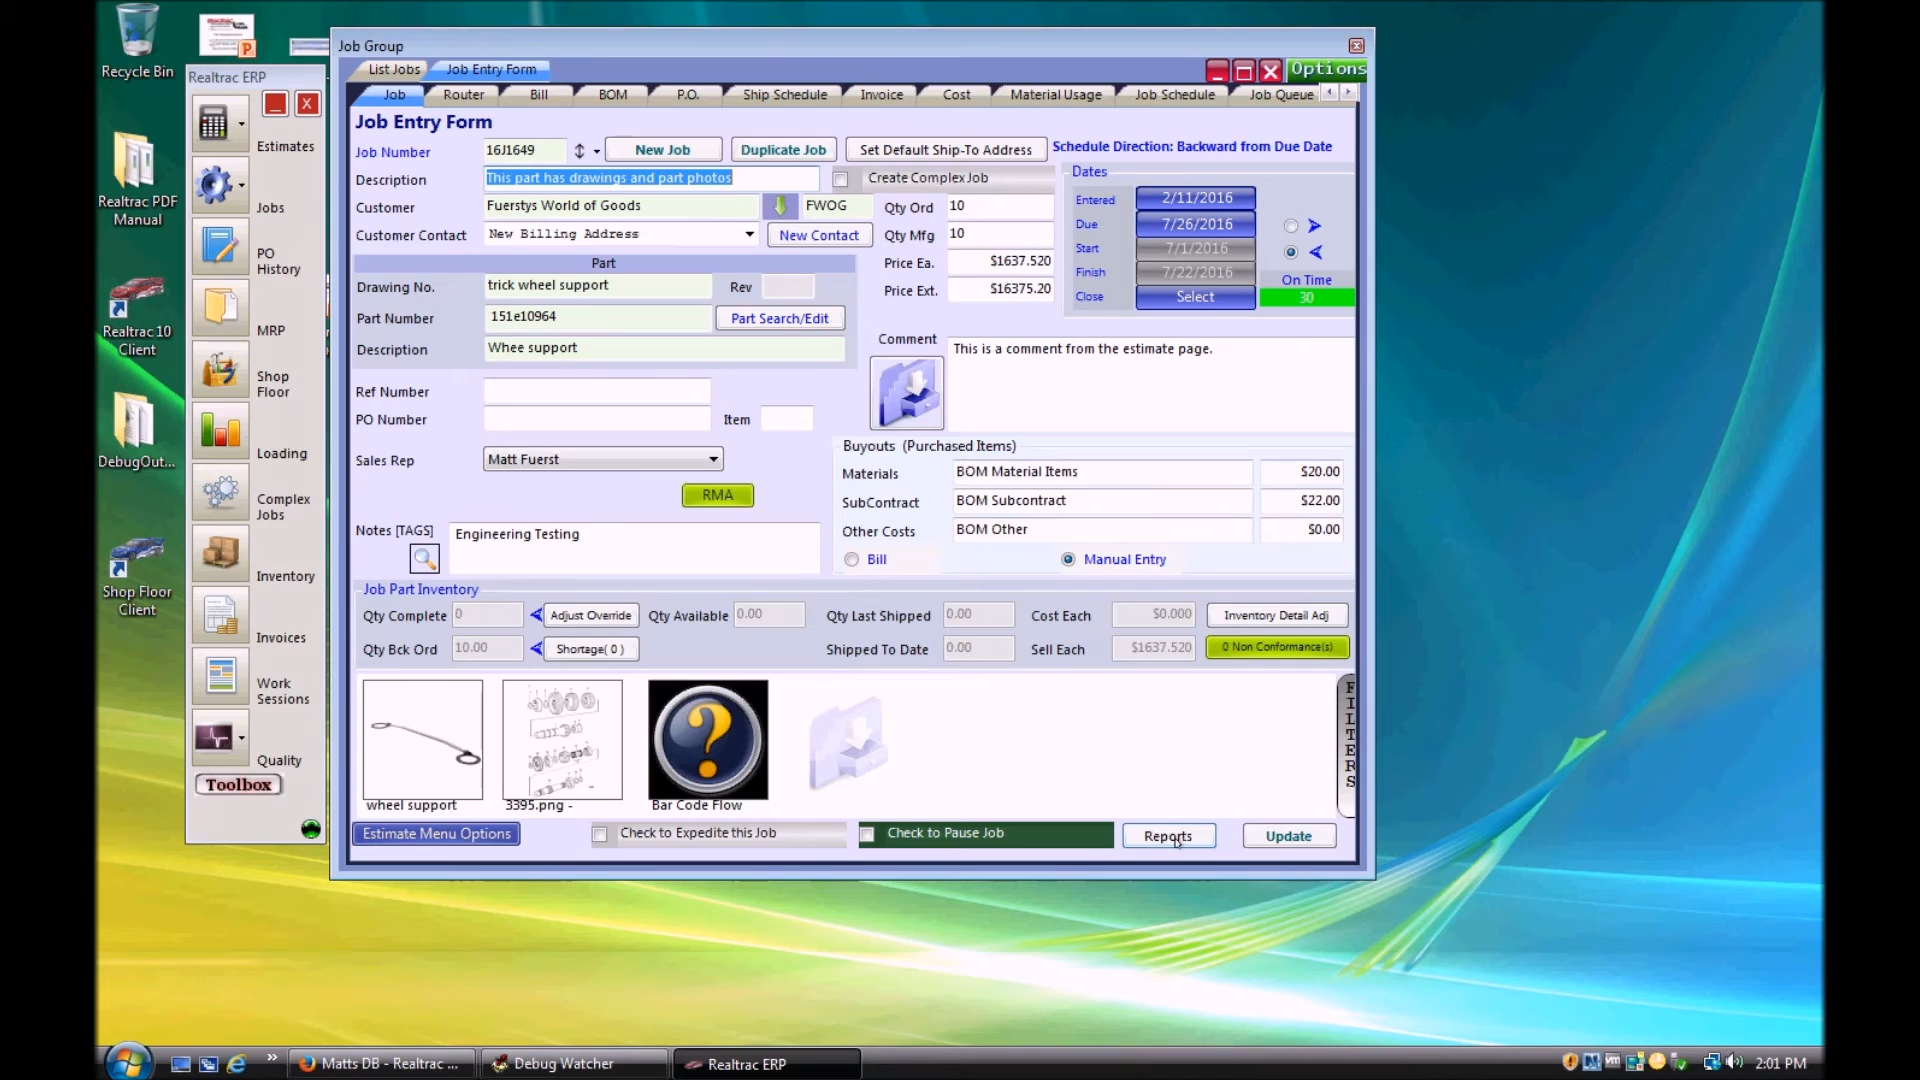 Recycle Bin
Realtrac PDF Manual
Realtrac 10 Client
DebugOut...
Shop Floor Client
Realtrac ERP
X
Estimates
Jobs
PO History
MRP
Shop Floor
Loading
Complex Jobs
Inventory
Invoices
Work Sessions
Quality
Toolbox
Job Group
List Jobs Job Entry Form Options
Job Router Bill BOM P.O. Ship Schedule Invoice Cost Material Usage Job Schedule Job Queue
Job Entry Form
Job Number 16J1649 New Job Duplicate Job Set Default Ship-To Address Schedule Direction: Backward from Due Date
Description This part has drawings and part photos Create Complex Job
Customer Fuerstys World of Goods FWOG Qty Ord 10
Customer Contact New Billing Address New Contact Qty Mfg 10
Price Ea. $1637.520
Price Ext. $16375.20
Dates
Entered 2/11/2016
Due 7/26/2016
Start 7/1/2016
Finish 7/22/2016
Close Select
On Time
30
Part
Drawing No. trick wheel support Rev
Part Number 151e10964 Part Search/Edit
Description Whee support
Comment This is a comment from the estimate page.
Ref Number
PO Number Item
Sales Rep Matt Fuerst
RMA
Notes [TAGS] Engineering Testing
Buyouts (Purchased Items)
Materials BOM Material Items $20.00
SubContract BOM Subcontract $22.00
Other Costs BOM Other $0.00
Bill Manual Entry
Job Part Inventory
Qty Complete 0 Adjust Override Qty Available 0.00 Qty Last Shipped 0.00 Cost Each $0.000 Inventory Detail Adj
Qty Bck Ord 10.00 Shortage( 0 ) Shipped To Date 0.00 Sell Each $1637.520 0 Non Conformance(s)
wheel support 3395.png - Bar Code Flow
FILTERS
Estimate Menu Options Check to Expedite this Job Check to Pause Job Reports Update
Matts DB - Realtrac ... Debug Watcher Realtrac ERP 2:01 PM